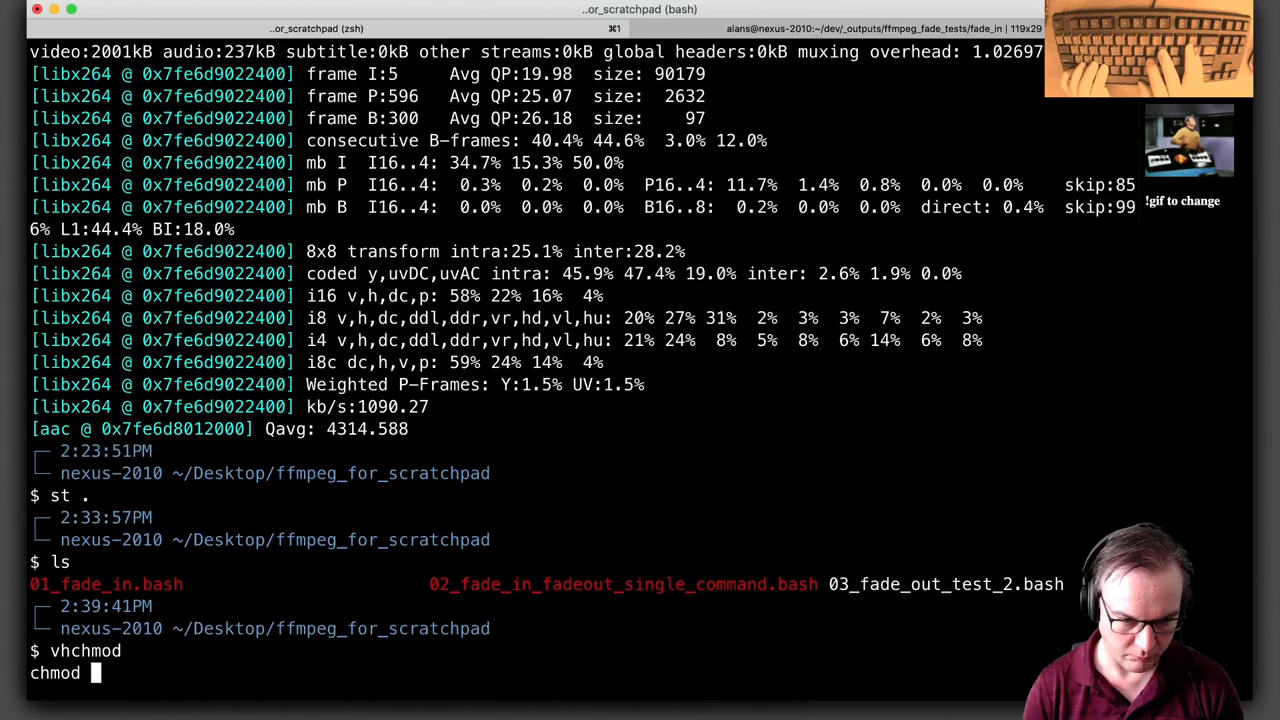 ..or_scratchpad (bash)
..or_scratchpad (zsh)
⌘1
alans@nexus-2010:~/dev/_outputs/ffmpeg_fade_tests/fade_in | 119x29
video:2001kB audio:237kB subtitle:0kB other streams:0kB global headers:0kB muxing overhead: 1.02697
[libx264 @ 0x7fe6d9022400] frame I:5     Avg QP:19.98  size: 90179
[libx264 @ 0x7fe6d9022400] frame P:596   Avg QP:25.07  size:  2632
[libx264 @ 0x7fe6d9022400] frame B:300   Avg QP:26.18  size:    97
[libx264 @ 0x7fe6d9022400] consecutive B-frames: 40.4% 44.6%  3.0% 12.0%
[libx264 @ 0x7fe6d9022400] mb I  I16..4: 34.7% 15.3% 50.0%
[libx264 @ 0x7fe6d9022400] mb P  I16..4:  0.3%  0.2%  0.0%  P16..4: 11.7%  1.4%  0.8%  0.0%  0.0%    skip:85
[libx264 @ 0x7fe6d9022400] mb B  I16..4:  0.0%  0.0%  0.0%  B16..8:  0.2%  0.0%  0.0%  direct: 0.4%  skip:99
6% L1:44.4% BI:18.0%
[libx264 @ 0x7fe6d9022400] 8x8 transform intra:25.1% inter:28.2%
[libx264 @ 0x7fe6d9022400] coded y,uvDC,uvAC intra: 45.9% 47.4% 19.0% inter: 2.6% 1.9% 0.0%
[libx264 @ 0x7fe6d9022400] i16 v,h,dc,p: 58% 22% 16%  4%
[libx264 @ 0x7fe6d9022400] i8 v,h,dc,ddl,ddr,vr,hd,vl,hu: 20% 27% 31%  2%  3%  3%  7%  2%  3%
[libx264 @ 0x7fe6d9022400] i4 v,h,dc,ddl,ddr,vr,hd,vl,hu: 21% 24%  8%  5%  8%  6% 14%  6%  8%
[libx264 @ 0x7fe6d9022400] i8c dc,h,v,p: 59% 24% 14%  4%
[libx264 @ 0x7fe6d9022400] Weighted P-Frames: Y:1.5% UV:1.5%
[libx264 @ 0x7fe6d9022400] kb/s:1090.27
[aac @ 0x7fe6d8012000] Qavg: 4314.588
2:23:51PM
nexus-2010 ~/Desktop/ffmpeg_for_scratchpad
$ st .
2:33:57PM
nexus-2010 ~/Desktop/ffmpeg_for_scratchpad
$ ls
01_fade_in.bash 02_fade_in_fadeout_single_command.bash 03_fade_out_test_2.bash
2:39:41PM
nexus-2010 ~/Desktop/ffmpeg_for_scratchpad
$ vhchmod
chmod
!gif to change